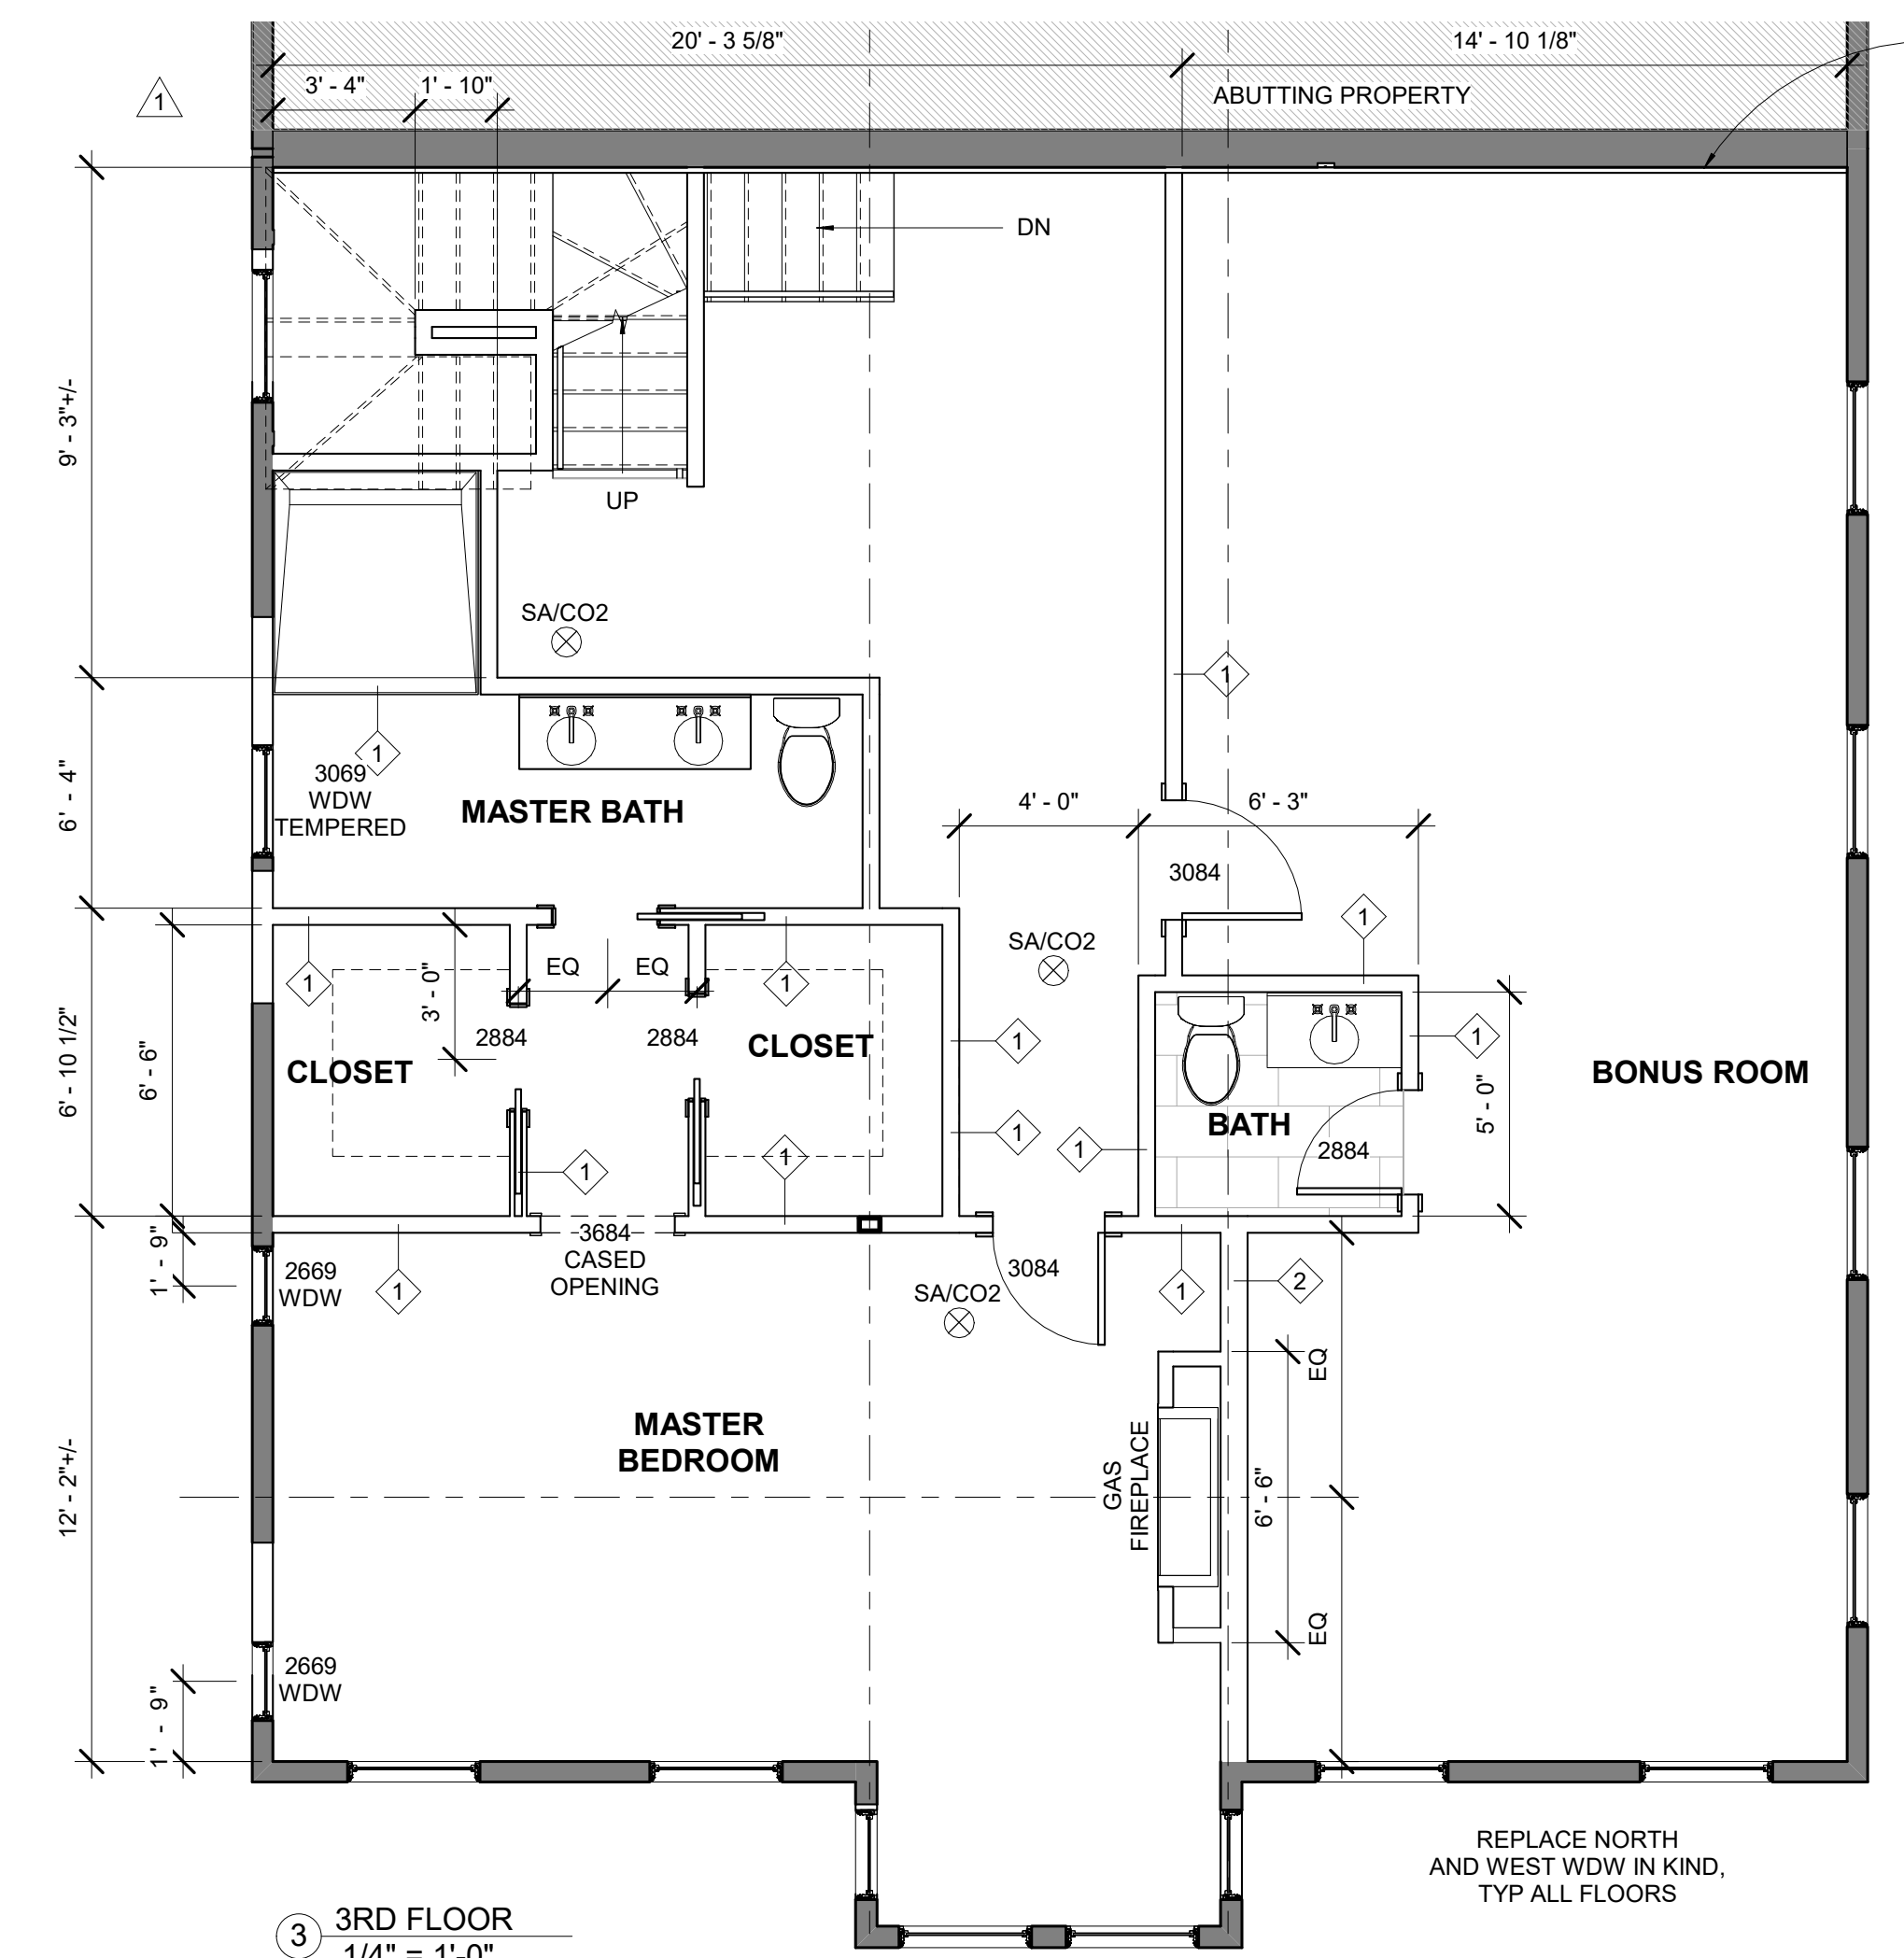 20' - 3 5/8"
14' - 10 1/8"
3' - 4"
1' - 10"
1
ABUTTING PROPERTY
DN
9' - 3"+/-
UP
SA/CO2
1
1
3069
WDW
TEMPERED
MASTER BATH
6' - 4"
4' - 0"
6' - 3"
3084
1
SA/CO2
EQ
EQ
1
1
3' - 0"
2884
2884
CLOSET
CLOSET
1
1
6' - 10 1/2"
6' - 6"
BONUS ROOM
5' - 0"
BATH
2884
1
1
1
1
3684
CASED
OPENING
1' - 9"
2669
WDW
1
3084
SA/CO2
1
2
EQ
MASTER
BEDROOM
GAS
FIREPLACE
6' - 6"
12' - 2"+/-
EQ
2669
WDW
1' - 9"
REPLACE NORTH
AND WEST WDW IN KIND,
TYP ALL FLOORS
3
3RD FLOOR
1/4" = 1'-0"